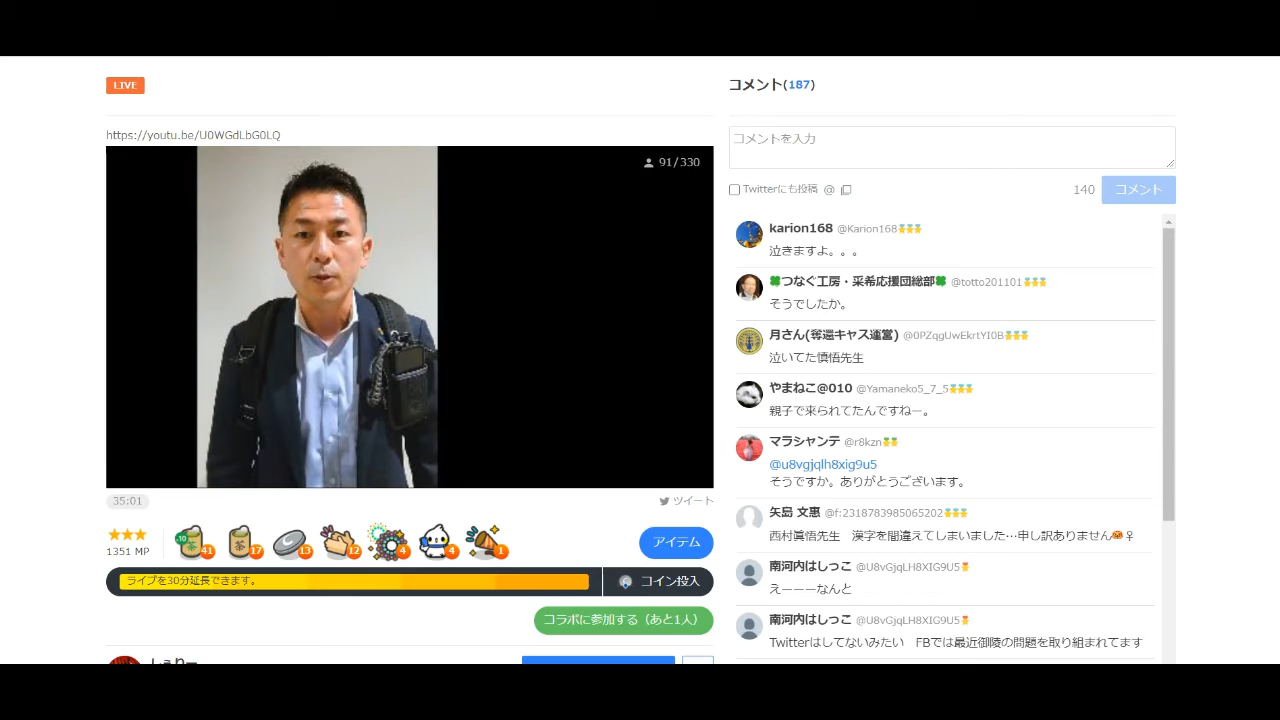 LIVE
https://youtu.be/U0WGdLbG0LQ
91/330
35:01
ツイート
1351 MP
+10
41
17
13
12
4
4
1
アイテム
ライブを30分延長できます。
コイン投入
コラボに参加する（あと1人）
しぇりー
コメント(187)
コメントを入力
Twitterにも投稿 @
140
コメント
karion168 @Karion168
泣きますよ。。。
🍀つなぐ工房・采希応援団総部🍀 @totto201101
そうでしたか。
月さん(奪還キャス運営) @0PZqgUwEkrtYI0B
泣いてた慎悟先生
やまねこ@010 @Yamaneko5_7_5
親子で来られてたんですねー。
マラシャンテ @r8kzn
@u8vgjqlh8xig9u5
そうですか。ありがとうございます。
矢島 文惠 @f:2318783985065202
西村眞悟先生　漢字を間違えてしまいました…申し訳ありません🙇♀
南河内はしっこ @U8vGjqLH8XIG9U5
えーーーなんと
南河内はしっこ @U8vGjqLH8XIG9U5
Twitterはしてないみたい　FBでは最近御陵の問題を取り組まれてます